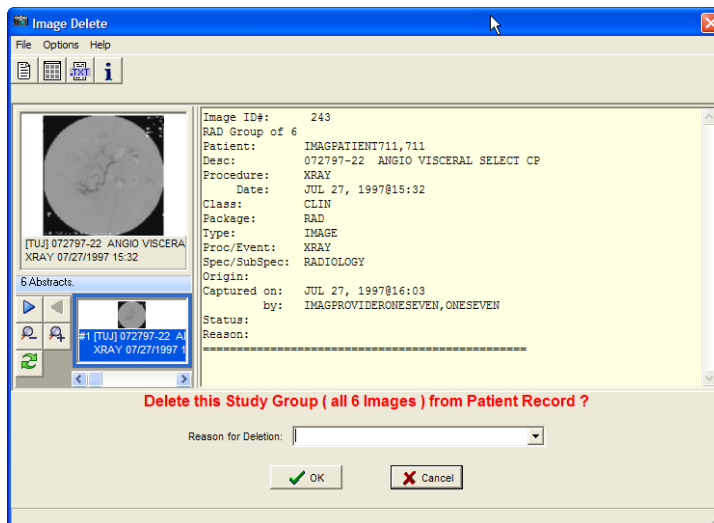 Image Delete
File Options Help
.TXT i
Image ID#: 243
RAD Group of 6
Patient: IMAGPATIENT711,711
Desc: 072797-22 ANGIO VISCERAL SELECT CP
Procedure: XRAY
Date: JUL 27, 1997@15:32
Class: CLIN
Package: RAD
Type: IMAGE
Proc/Event: XRAY
Spec/SubSpec: RADIOLOGY
Origin:
Captured on: JUL 27, 1997@16:03
by: IMAGPROVIDERONESEVEN,ONESEVEN
Status:
Reason:
================================================
[TUJ] 072797-22 ANGIO VISCERA
XRAY 07/27/1997 15:32
6 Abstracts.
#1 [TUJ] 072797-22 A
XRAY 07/27/1997 1
Delete this Study Group ( all 6 Images ) from Patient Record ?
Reason for Deletion:
OK Cancel